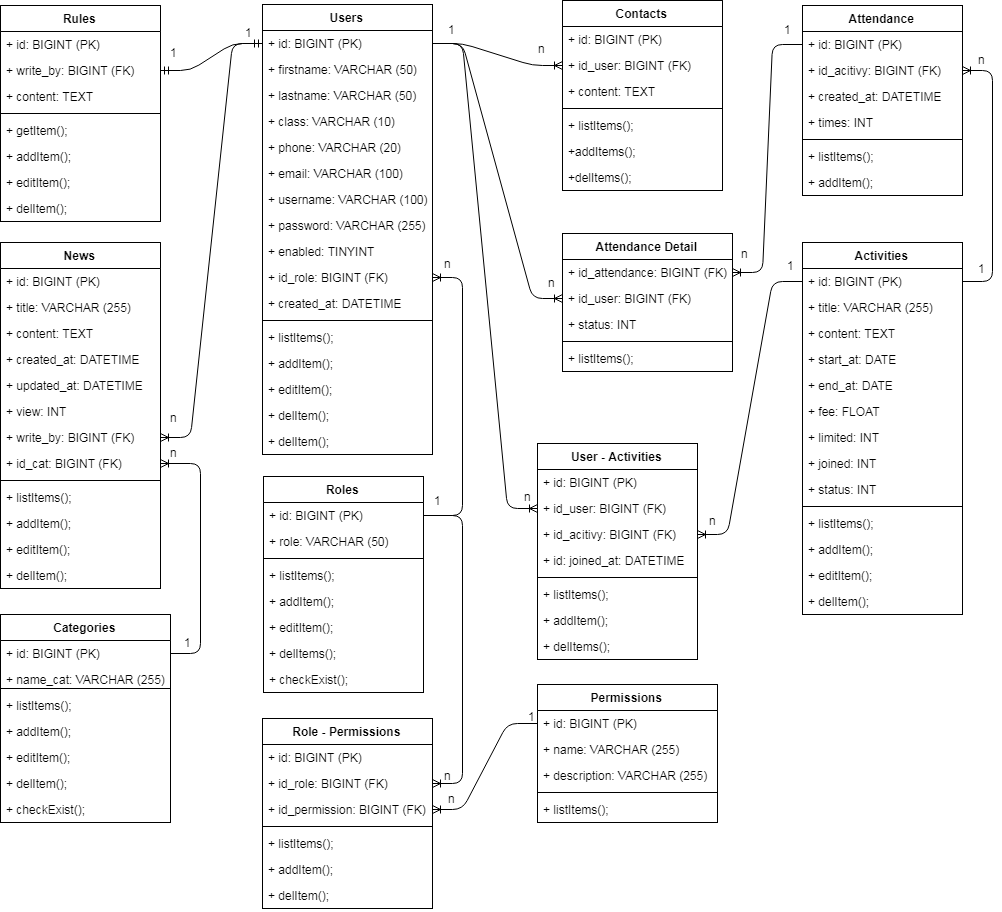 Rules
+ id: BIGINT (PK)
+ write_by: BIGINT (FK)
+ content: TEXT
+ getItem();
+ addItem();
+ editItem();
+ delItem();
1
1
Users
+ id: BIGINT (PK)
+ firstname: VARCHAR (50)
+ lastname: VARCHAR (50)
+ class: VARCHAR (10)
+ phone: VARCHAR (20)
+ email: VARCHAR (100)
+ username: VARCHAR (100)
+ password: VARCHAR (255)
+ enabled: TINYINT
+ id_role: BIGINT (FK)
+ created_at: DATETIME
+ listItems();
+ addItem();
+ editItem();
+ delItem();
+ delItem();
1
n
n
Contacts
+ id: BIGINT (PK)
+ id_user: BIGINT (FK)
+ content: TEXT
+ listItems();
+addItems();
+delItems();
1
Attendance
+ id: BIGINT (PK)
+ id_acitivy: BIGINT (FK)
+ created_at: DATETIME
+ times: INT
+ listItems();
+ addItem();
n
News
+ id: BIGINT (PK)
+ title: VARCHAR (255)
+ content: TEXT
+ created_at: DATETIME
+ updated_at: DATETIME
+ view: INT
+ write_by: BIGINT (FK)
+ id_cat: BIGINT (FK)
+ listItems();
+ addItem();
+ editItem();
+ delItem();
n
n
Attendance Detail
+ id_attendance: BIGINT (FK)
+ id_user: BIGINT (FK)
+ status: INT
+ listItems();
n
n
1
Activities
+ id: BIGINT (PK)
+ title: VARCHAR (255)
+ content: TEXT
+ start_at: DATE
+ end_at: DATE
+ fee: FLOAT
+ limited: INT
+ joined: INT
+ status: INT
+ listItems();
+ addItem();
+ editItem();
+ delItem();
1
Roles
+ id: BIGINT (PK)
+ role: VARCHAR (50)
+ listItems();
+ addItem();
+ editItem();
+ delItems();
+ checkExist();
1
n
User - Activities
+ id: BIGINT (PK)
+ id_user: BIGINT (FK)
+ id_acitivy: BIGINT (FK)
+ id: joined_at: DATETIME
+ listItems();
+ addItem();
+ delItems();
n
Categories
+ id: BIGINT (PK)
+ name_cat: VARCHAR (255)
+ listItems();
+ addItem();
+ editItem();
+ delItem();
+ checkExist();
1
Role - Permissions
+ id: BIGINT (PK)
+ id_role: BIGINT (FK)
+ id_permission: BIGINT (FK)
+ listItems();
+ addItem();
+ delItem();
n
n
1
Permissions
+ id: BIGINT (PK)
+ name: VARCHAR (255)
+ description: VARCHAR (255)
+ listItems();